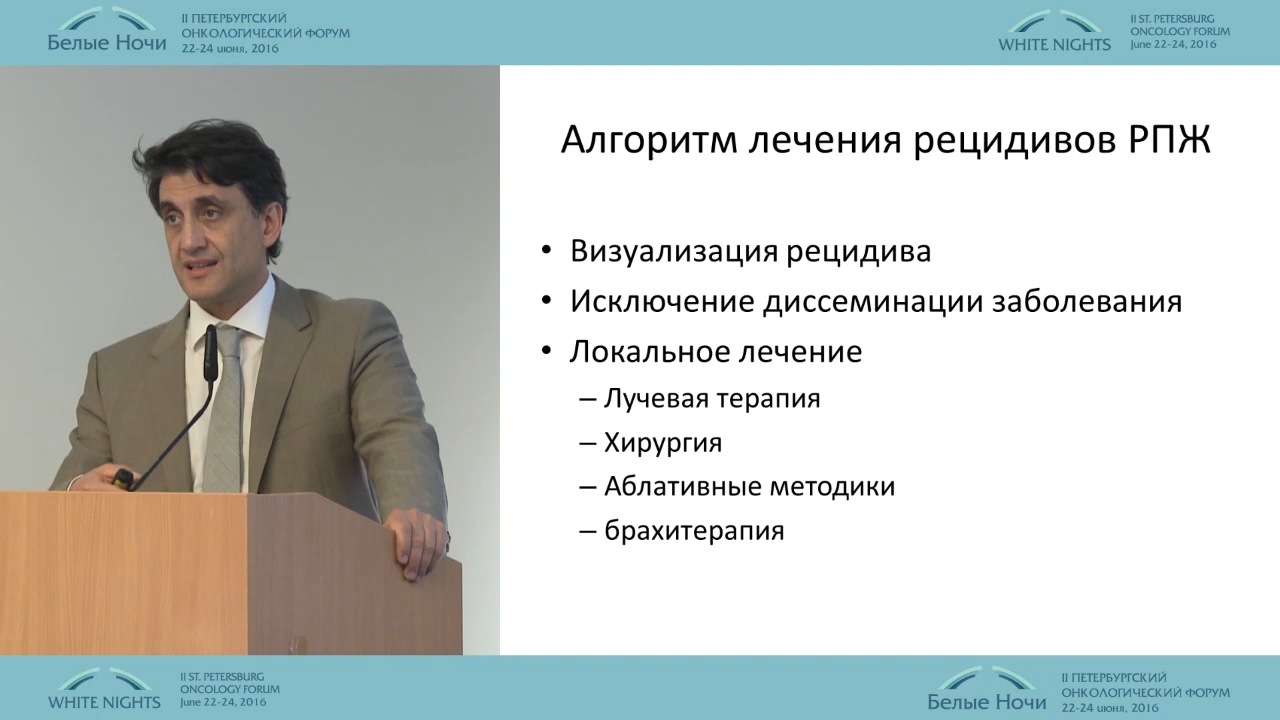 Белые Ночи
II ПЕТЕРБУРГСКИЙ
ОНКОЛОГИЧЕСКИЙ ФОРУМ
22-24 июня, 2016
WHITE NIGHTS
II ST. PETERSBURG
ONCOLOGY FORUM
June 22-24, 2016
Алгоритм лечения рецидивов РПЖ
• Визуализация рецидива
• Исключение диссеминации заболевания
• Локальное лечение
– Лучевая терапия
– Хирургия
– Аблативные методики
– брахитерапия
WHITE NIGHTS
II ST. PETERSBURG
ONCOLOGY FORUM
June 22-24, 2016
Белые Ночи
II ПЕТЕРБУРГСКИЙ
ОНКОЛОГИЧЕСКИЙ ФОРУМ
22-24 июня, 2016